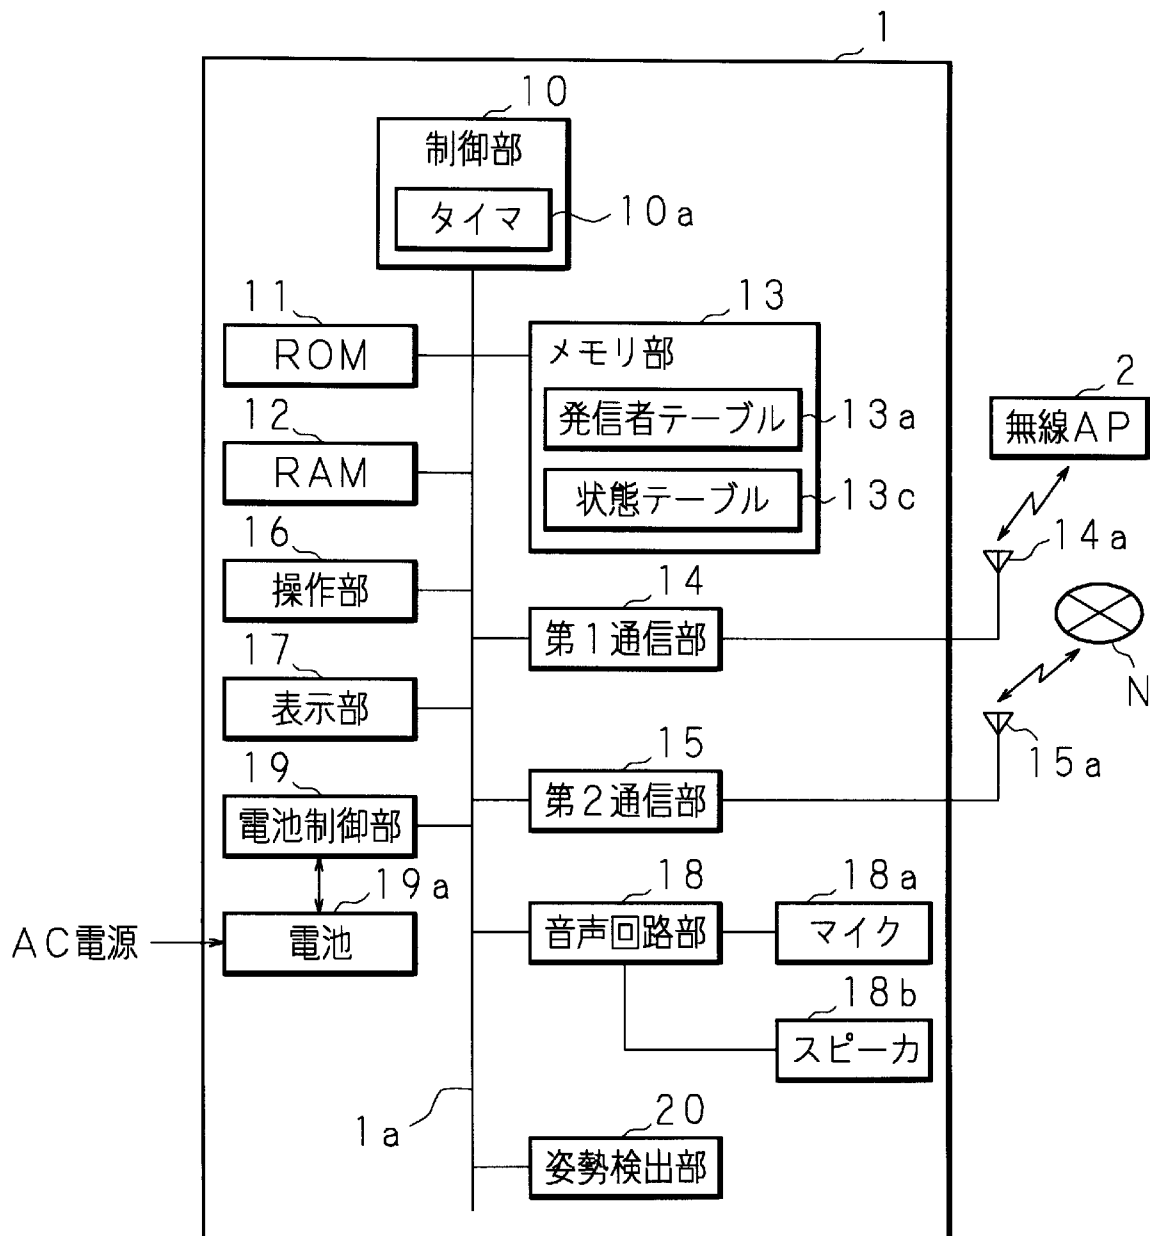 1
10
制御部
タイマ
10a
11
ROM
13
メモリ部
発信者テーブル
13a
状態テーブル
13c
2
無線AP
12
RAM
14a
16
操作部
14
第1通信部
N
17
表示部
15
第2通信部
15a
19
電池制御部
19a
電池
AC電源
18
音声回路部
18a
マイク
18b
スピーカ
1a
20
姿勢検出部